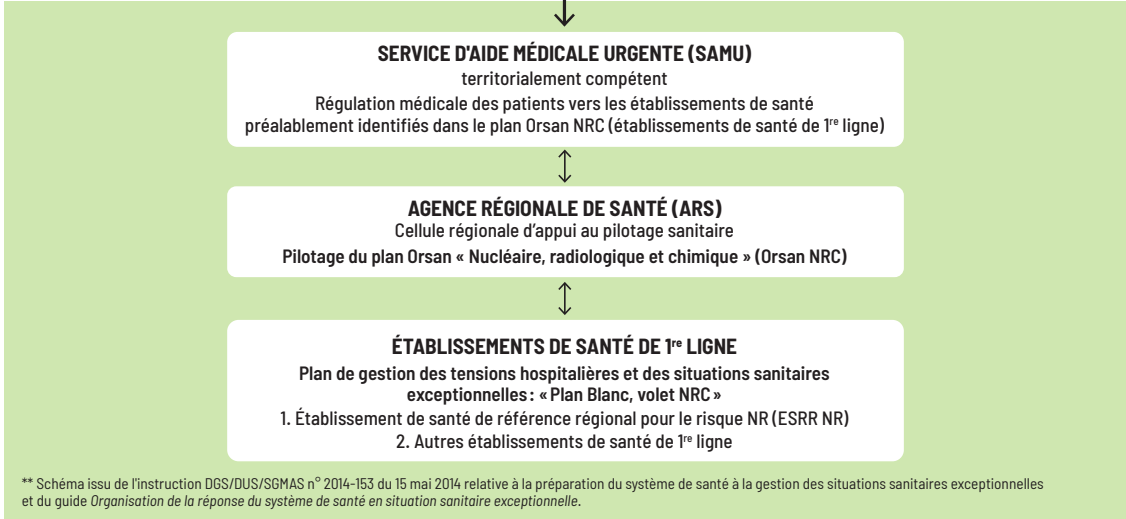 SERVICE D'AIDE MÉDICALE URGENTE (SAMU)
territorialement compétent
Régulation médicale des patients vers les établissements de santé
préalablement identifiés dans le plan Orsan NRC (établissements de santé de 1re ligne)
AGENCE RÉGIONALE DE SANTÉ (ARS)
Cellule régionale d’appui au pilotage sanitaire
Pilotage du plan Orsan « Nucléaire, radiologique et chimique » (Orsan NRC)
ÉTABLISSEMENTS DE SANTÉ DE 1re LIGNE
Plan de gestion des tensions hospitalières et des situations sanitaires
exceptionnelles : « Plan Blanc, volet NRC »
1. Établissement de santé de référence régional pour le risque NR (ESRR NR)
2. Autres établissements de santé de 1re ligne
** Schéma issu de l'instruction DGS/DUS/SGMAS n° 2014-153 du 15 mai 2014 relative à la préparation du système de santé à la gestion des situations sanitaires exceptionnelles
et du guide Organisation de la réponse du système de santé en situation sanitaire exceptionnelle.